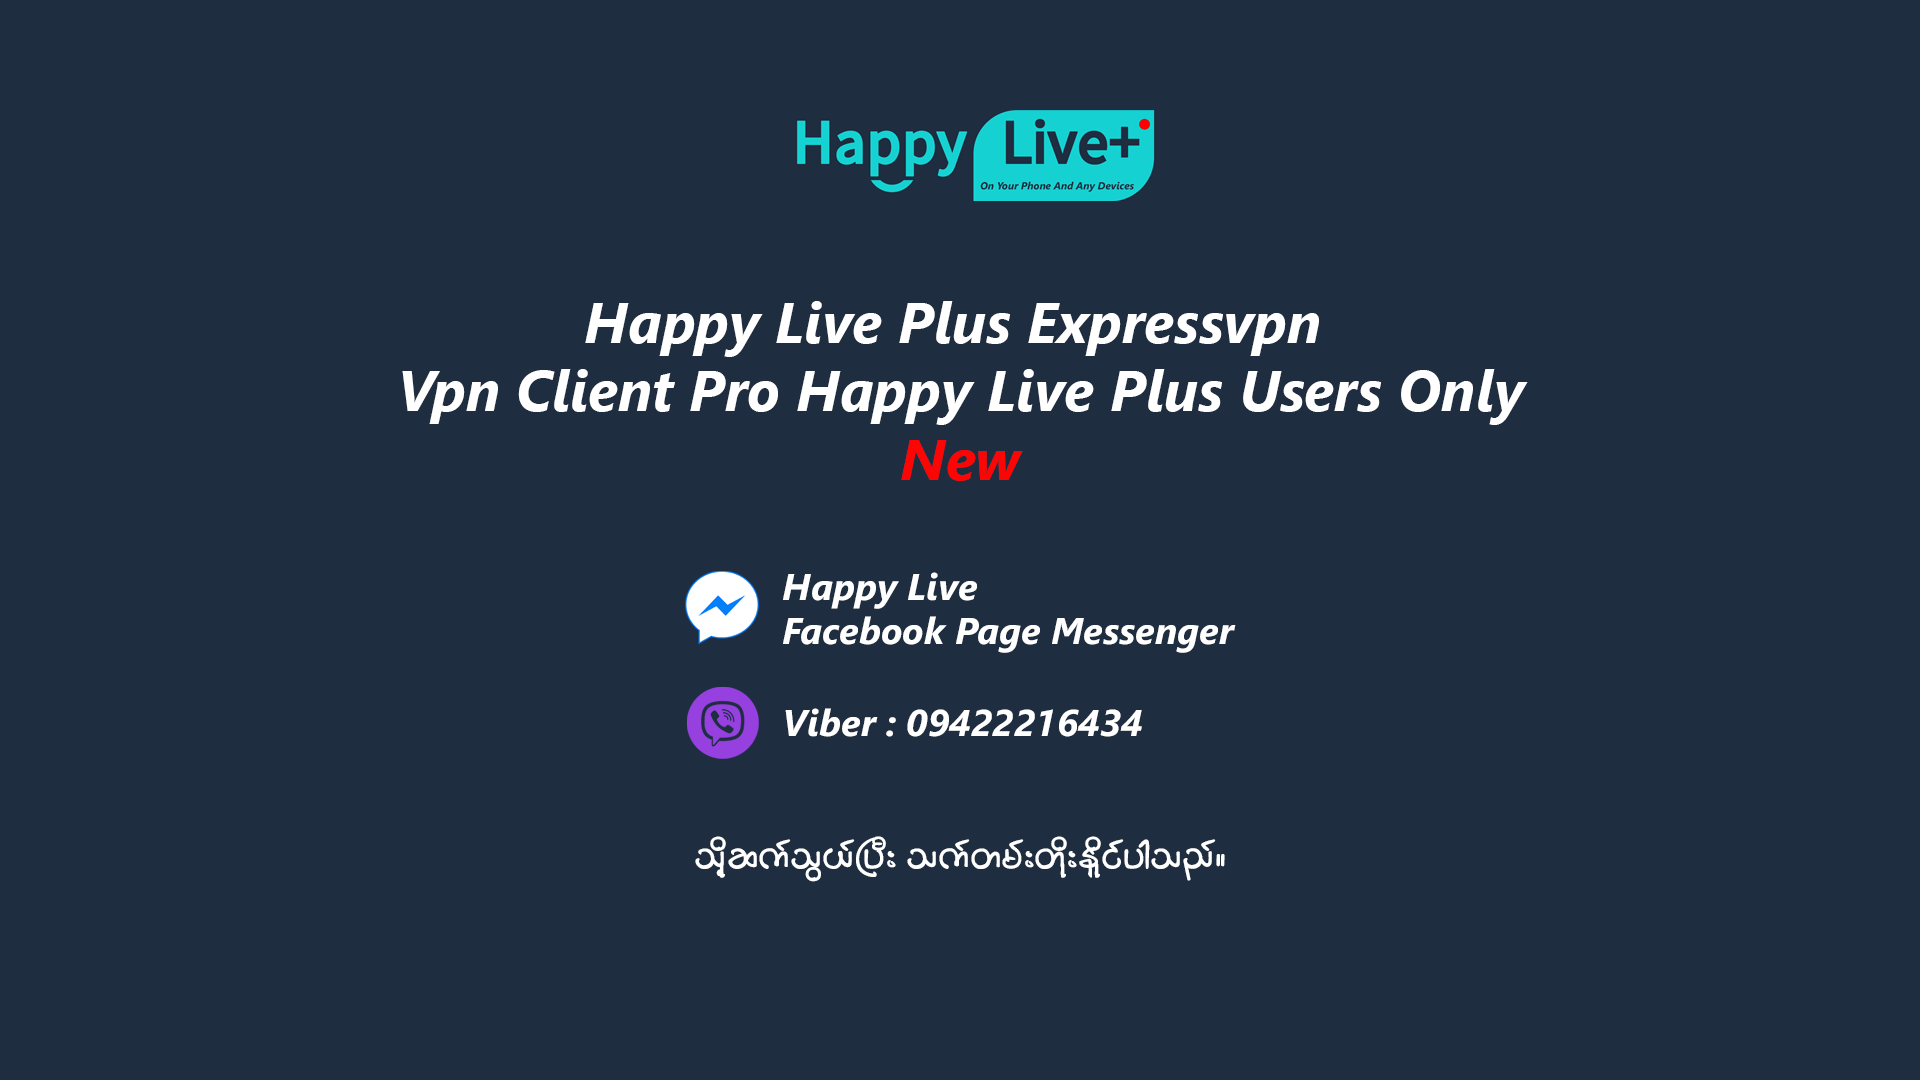 Happy Live+
On Your Phone And Any Devices
Happy Live Plus Expressvpn
Vpn Client Pro Happy Live Plus Users Only
New
Happy Live
Facebook Page Messenger
Viber : 09422216434
သို့ဆက်သွယ်ပြီး သက်တမ်းတိုးနိူင်ပါသည်။